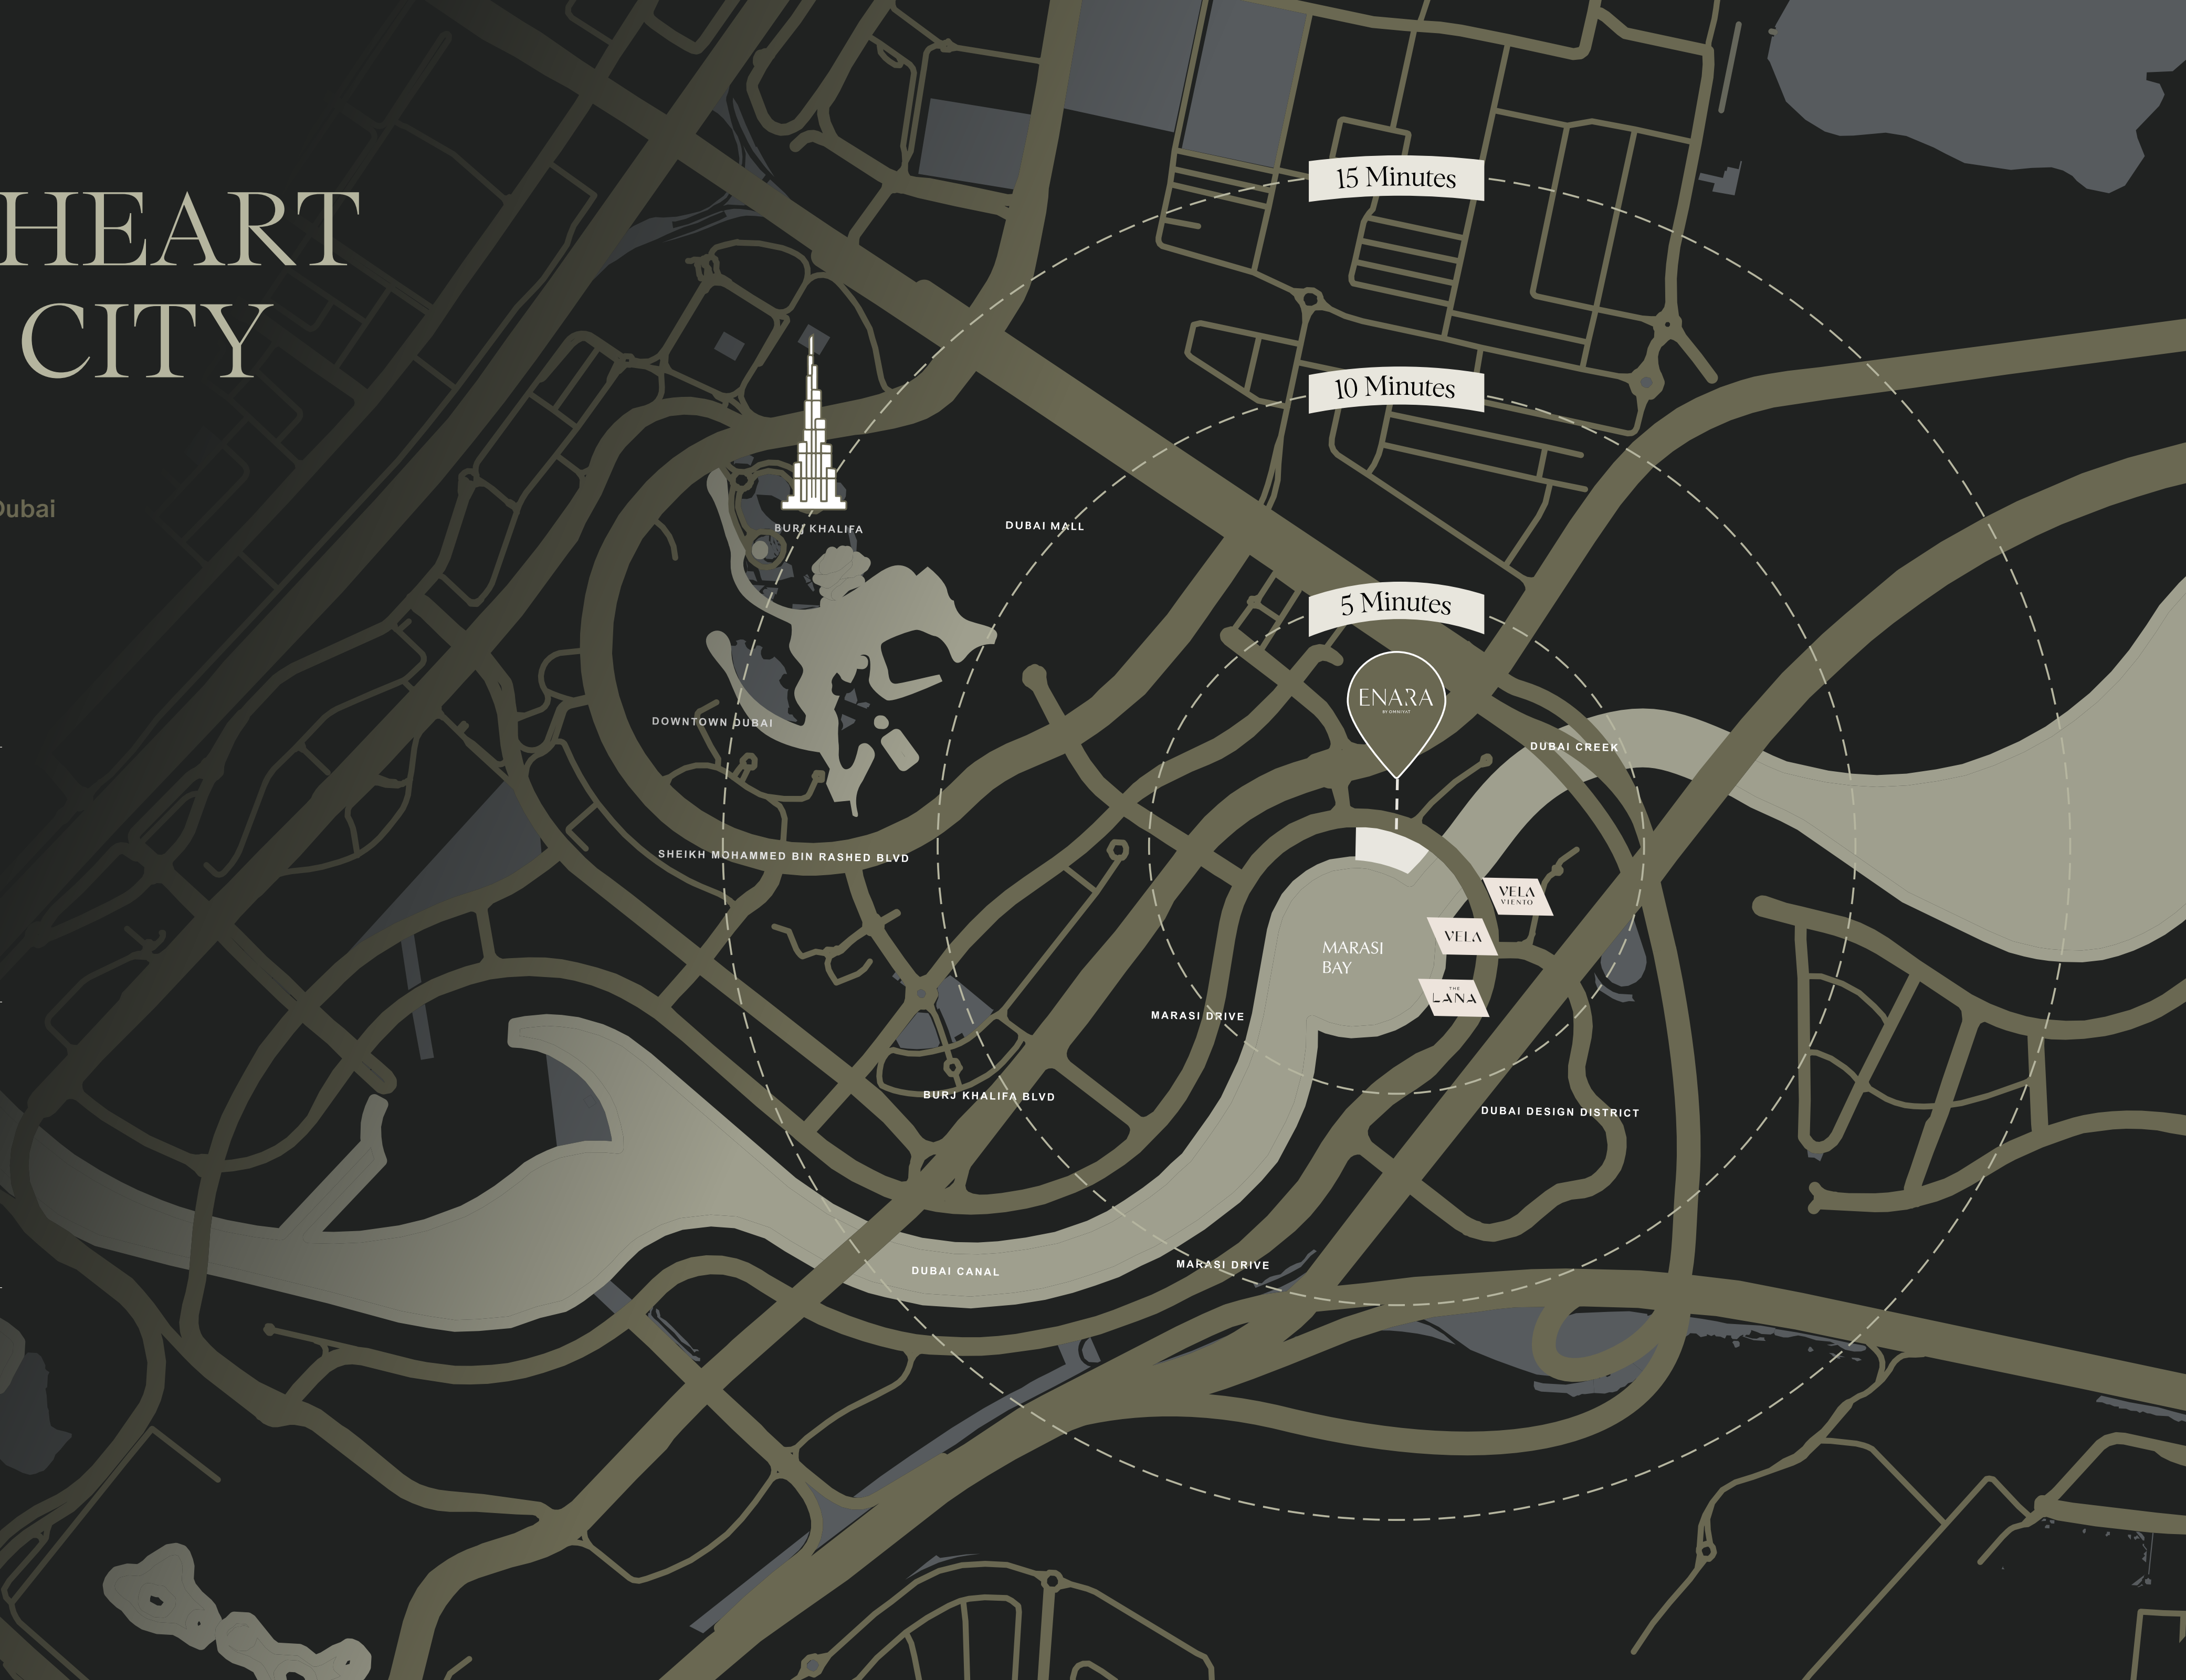 HEART
CITY
Dubai
15 Minutes
10 Minutes
5 Minutes
BURJ KHALIFA
DUBAI MALL
ENARA
BY OMNIYAT
DOWNTOWN DUBAI
DUBAI CREEK
SHEIKH MOHAMMED BIN RASHED BLVD
VELA
VIENTO
VELA
MARASI
BAY
THE
LANA
MARASI DRIVE
BURJ KHALIFA BLVD
DUBAI DESIGN DISTRICT
MARASI DRIVE
DUBAI CANAL